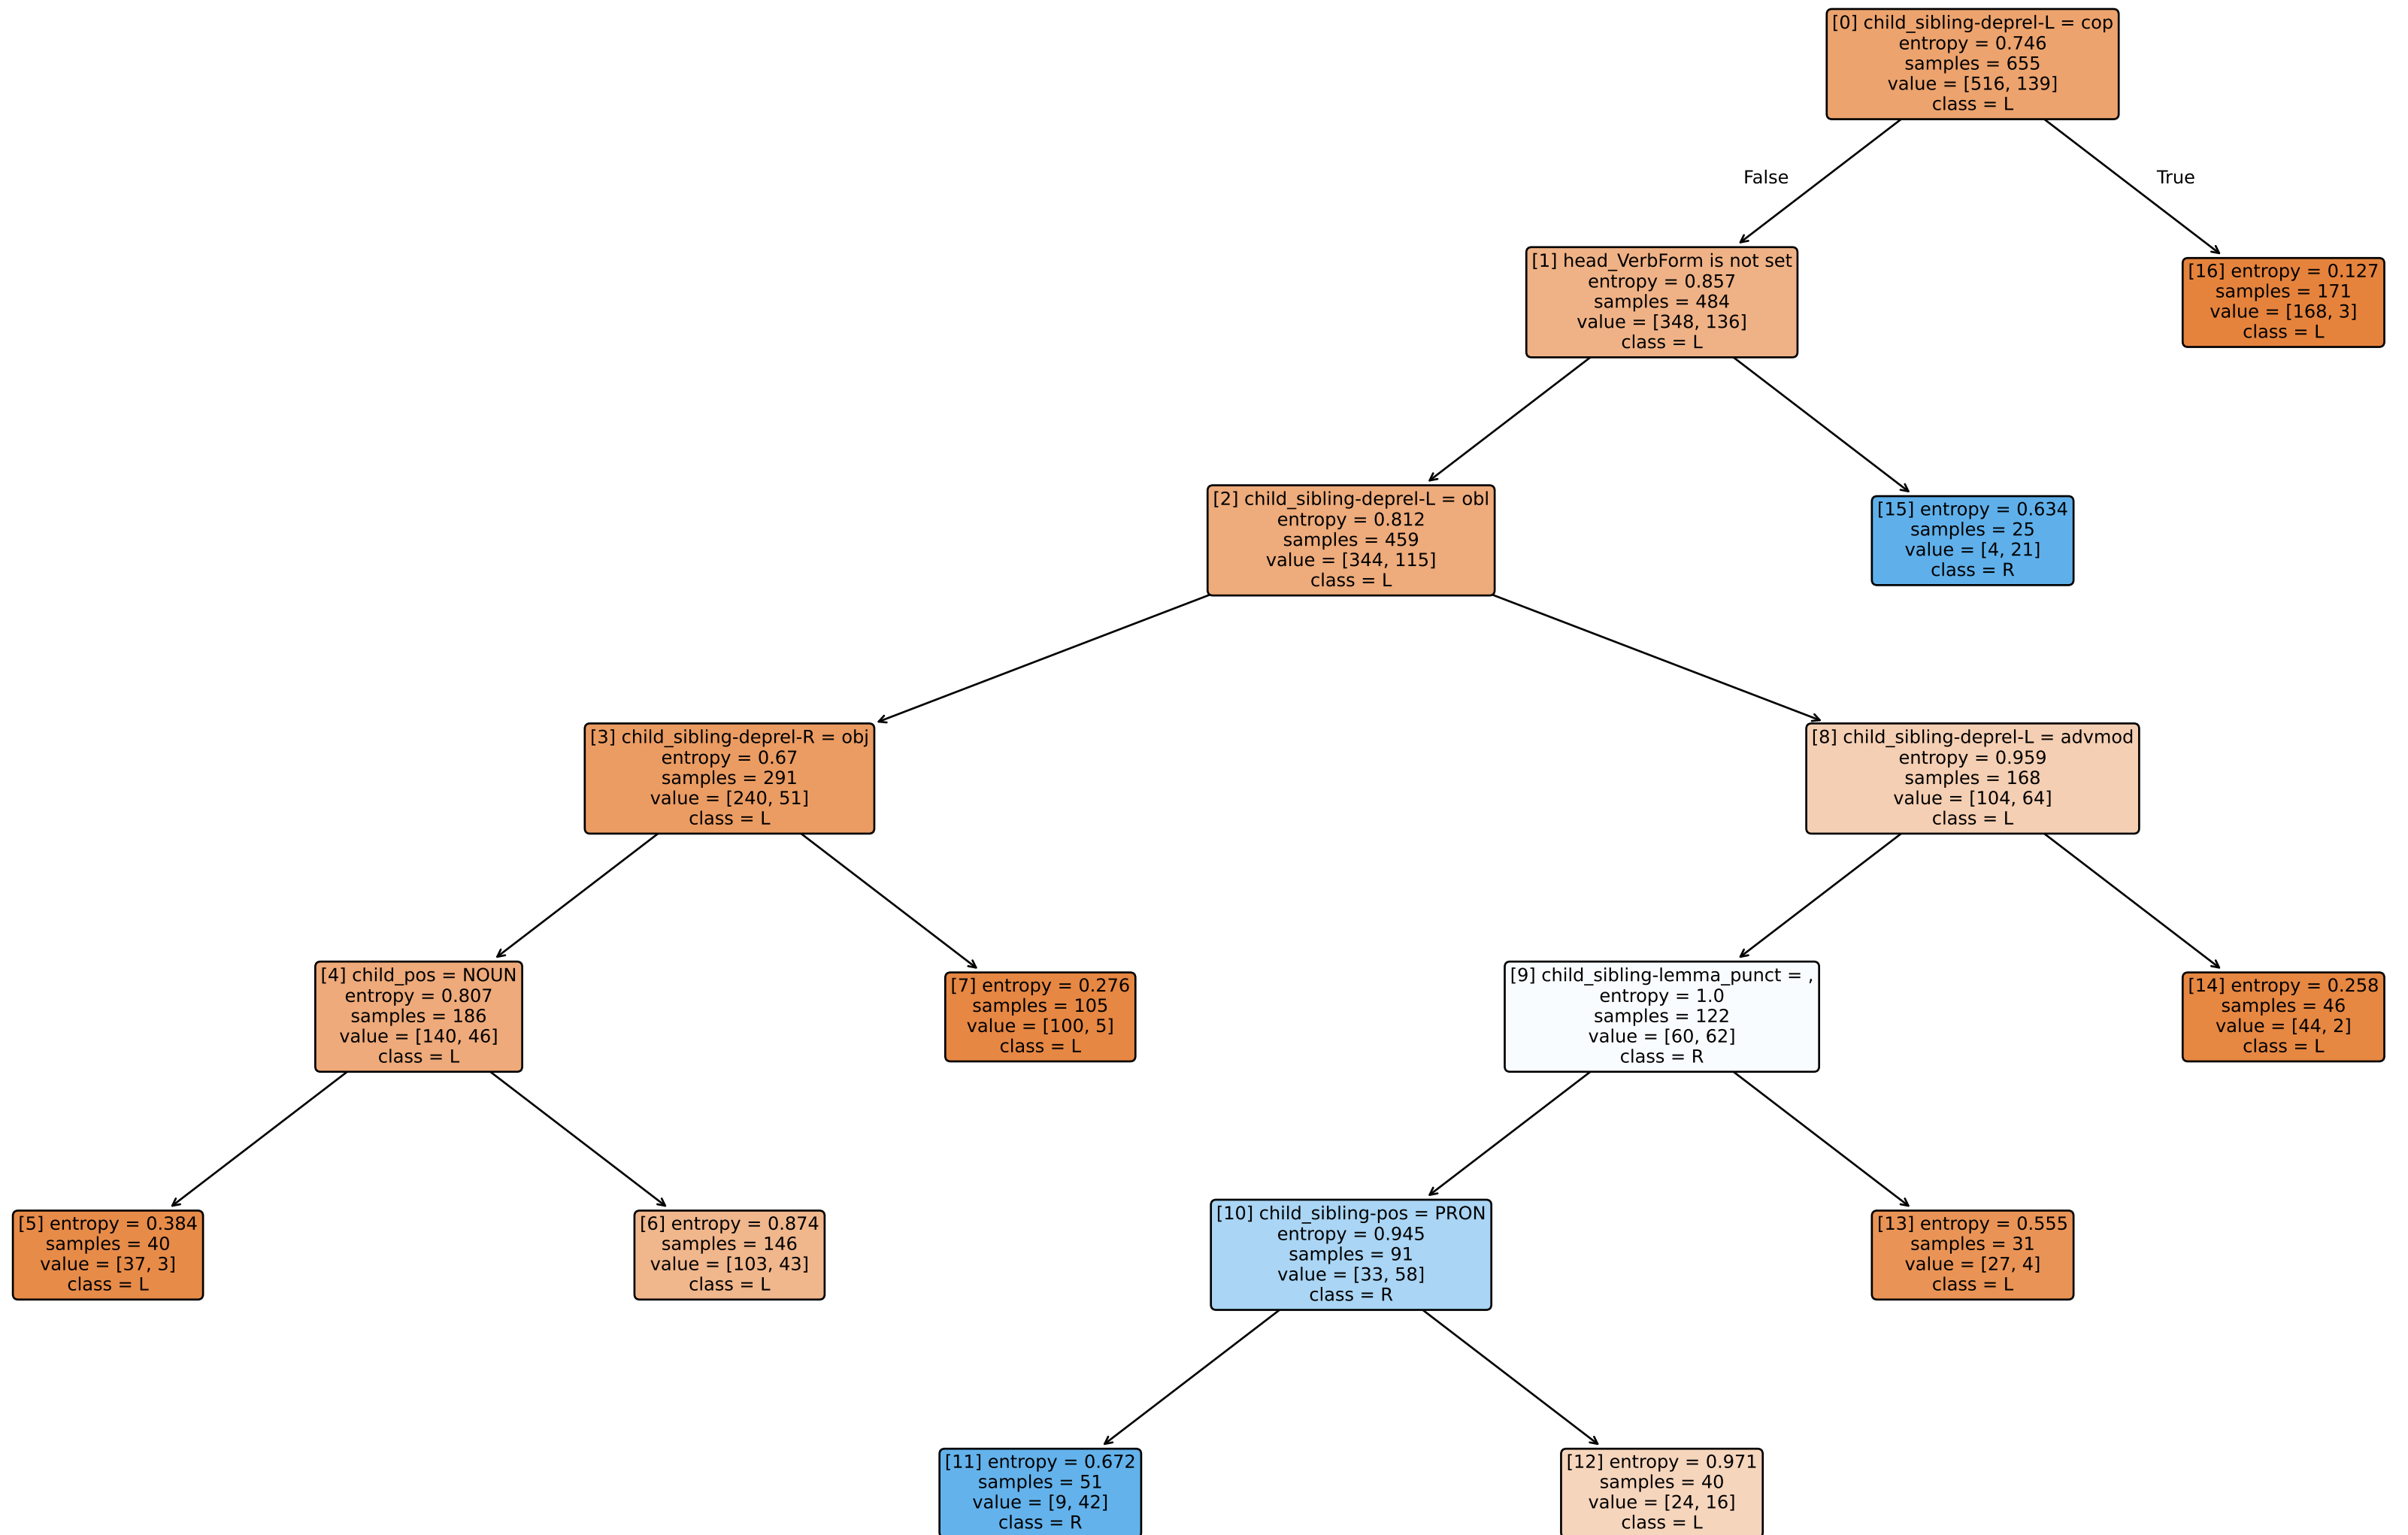 [0] child_sibling-deprel-L = cop
entropy = 0.746
samples = 655
value = [516, 139]
class = L
False
True
[1] head_VerbForm is not set
entropy = 0.857
samples = 484
value = [348, 136]
class = L
[16] entropy = 0.127
samples = 171
value = [168, 3]
class = L
[2] child_sibling-deprel-L = obl
entropy = 0.812
samples = 459
value = [344, 115]
class = L
[15] entropy = 0.634
samples = 25
value = [4, 21]
class = R
[3] child_sibling-deprel-R = obj
entropy = 0.67
samples = 291
value = [240, 51]
class = L
[8] child_sibling-deprel-L = advmod
entropy = 0.959
samples = 168
value = [104, 64]
class = L
[4] child_pos = NOUN
entropy = 0.807
samples = 186
value = [140, 46]
class = L
[7] entropy = 0.276
samples = 105
value = [100, 5]
class = L
[9] child_sibling-lemma_punct = ,
entropy = 1.0
samples = 122
value = [60, 62]
class = R
[14] entropy = 0.258
samples = 46
value = [44, 2]
class = L
[5] entropy = 0.384
samples = 40
value = [37, 3]
class = L
[6] entropy = 0.874
samples = 146
value = [103, 43]
class = L
[10] child_sibling-pos = PRON
entropy = 0.945
samples = 91
value = [33, 58]
class = R
[13] entropy = 0.555
samples = 31
value = [27, 4]
class = L
[11] entropy = 0.672
samples = 51
value = [9, 42]
class = R
[12] entropy = 0.971
samples = 40
value = [24, 16]
class = L